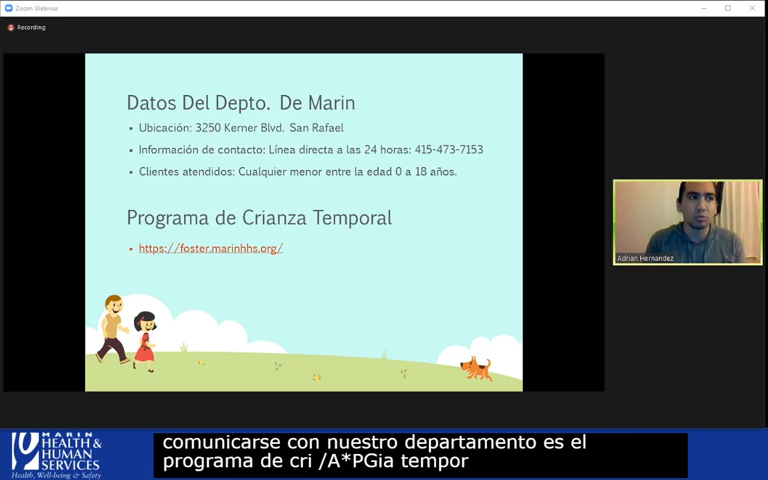 Zoom Webinar
Recording
Datos Del Depto. De Marin
▪ Ubicación: 3250 Kerner Blvd. San Rafael
▪ Información de contacto: Línea directa a las 24 horas: 415-473-7153
▪ Clientes atendidos: Cualquier menor entre la edad 0 a 18 años.
Programa de Crianza Temporal
▪ https://foster.marinhhs.org/
Adrian Hernandez
MARIN
HEALTH &
HUMAN
SERVICES
Health, Well-being & Safety
comunicarse con nuestro departamento es el
programa de cri /A*PGia tempor